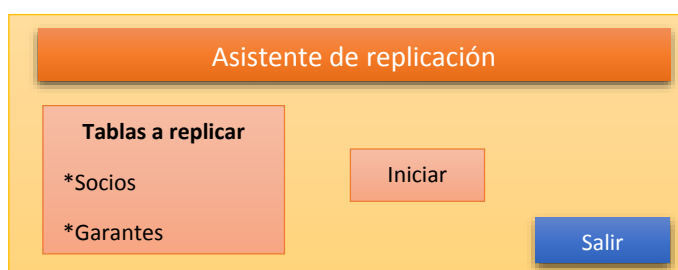 Asistente de replicación
Tablas a replicar
*Socios
*Garantes
Iniciar
Salir